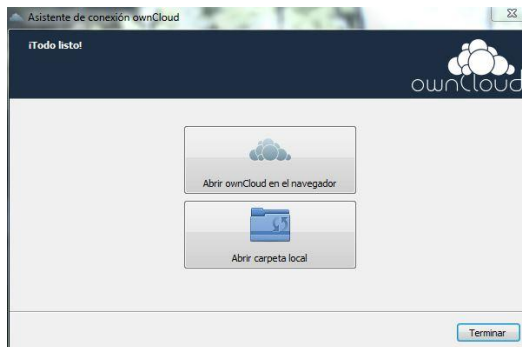 Asistente de conexión ownCloud
¡Todo listo!
ownCloud
Abrir ownCloud en el navegador
Abrir carpeta local
Terminar